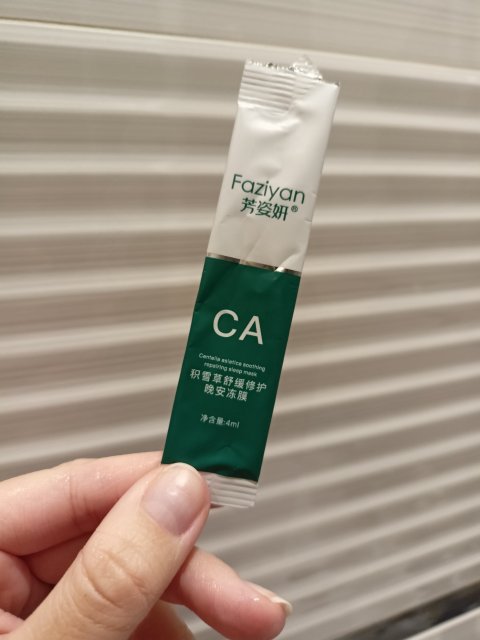 Faziyan
芳姿妍®
CA
Centella asiatica soothing
repairing sleep mask
积雪草舒缓修护
晚安冻膜
净含量:4ml